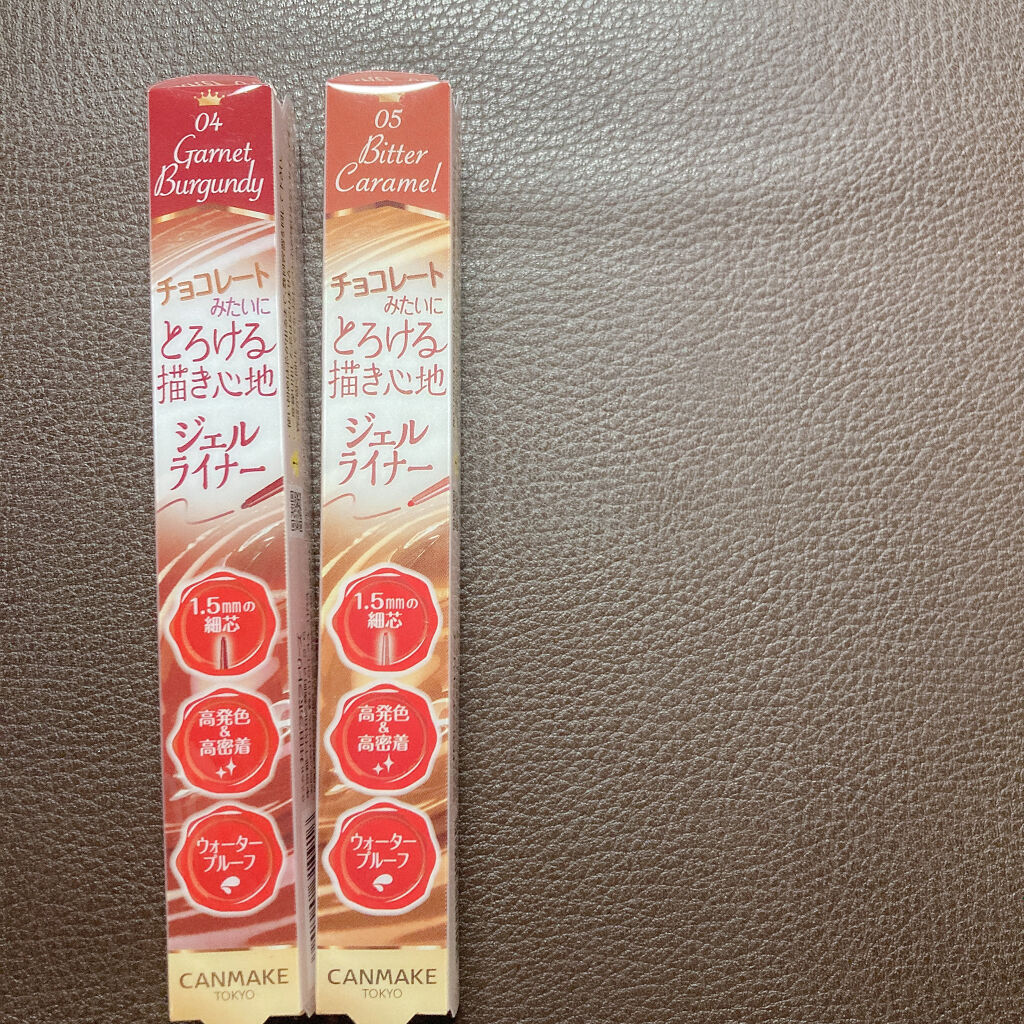 04
Garnet
Burgundy
チョコレート
みたいに
とろける
描き心地
ジェル
ライナー
1.5mmの
細芯
高発色
&
高密着
ウォーター
プルーフ
CANMAKE
TOKYO
05
Bitter
Caramel
チョコレート
みたいに
とろける
描き心地
ジェル
ライナー
1.5mmの
細芯
高発色
&
高密着
ウォーター
プルーフ
CANMAKE
TOKYO